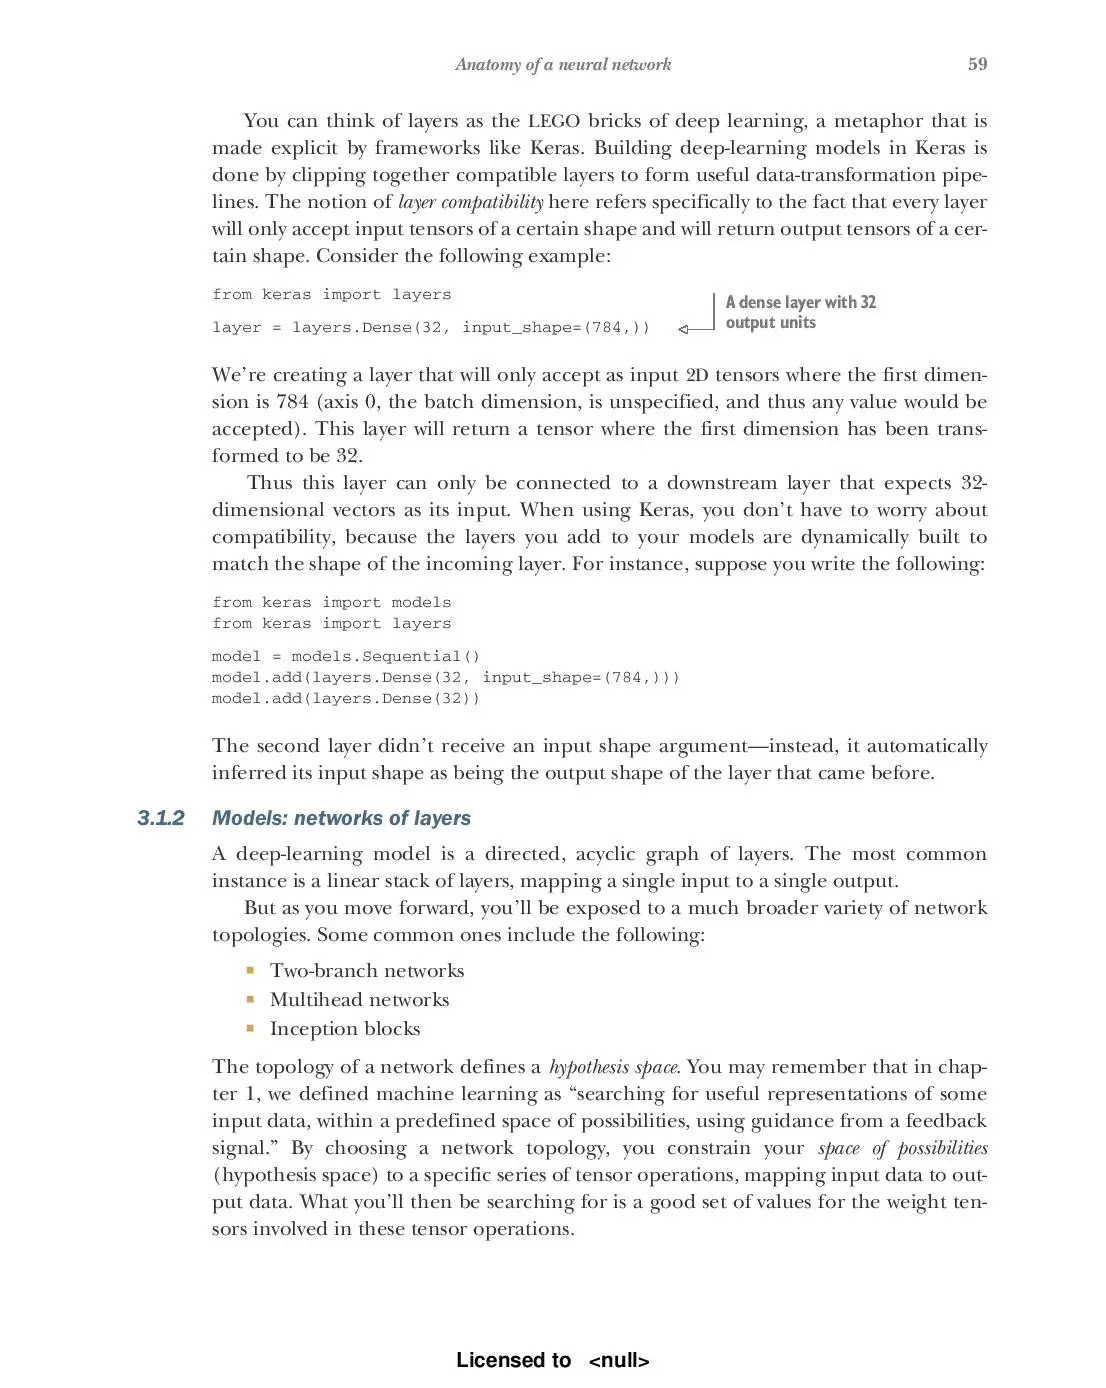 Anatomy of a neural network 59
You can think of layers as the LEGO bricks of deep learning, a metaphor that is
made explicit by frameworks like Keras. Building deep-learning models in Keras is
done by clipping together compatible layers to form useful data-transformation pipe-
lines. The notion of layer compatibility here refers specifically to the fact that every layer
will only accept input tensors of a certain shape and will return output tensors of a cer-
tain shape. Consider the following example:
from keras import layers
layer = layers.Dense(32, input_shape=(784,))
A dense layer with 32
output units
We’re creating a layer that will only accept as input 2D tensors where the first dimen-
sion is 784 (axis 0, the batch dimension, is unspecified, and thus any value would be
accepted). This layer will return a tensor where the first dimension has been trans-
formed to be 32.
Thus this layer can only be connected to a downstream layer that expects 32-
dimensional vectors as its input. When using Keras, you don’t have to worry about
compatibility, because the layers you add to your models are dynamically built to
match the shape of the incoming layer. For instance, suppose you write the following:
from keras import models
from keras import layers
model = models.Sequential()
model.add(layers.Dense(32, input_shape=(784,)))
model.add(layers.Dense(32))
The second layer didn’t receive an input shape argument—instead, it automatically
inferred its input shape as being the output shape of the layer that came before.
3.1.2 Models: networks of layers
A deep-learning model is a directed, acyclic graph of layers. The most common
instance is a linear stack of layers, mapping a single input to a single output.
But as you move forward, you’ll be exposed to a much broader variety of network
topologies. Some common ones include the following:
▪ Two-branch networks
▪ Multihead networks
▪ Inception blocks
The topology of a network defines a hypothesis space. You may remember that in chap-
ter 1, we defined machine learning as “searching for useful representations of some
input data, within a predefined space of possibilities, using guidance from a feedback
signal.” By choosing a network topology, you constrain your space of possibilities
(hypothesis space) to a specific series of tensor operations, mapping input data to out-
put data. What you’ll then be searching for is a good set of values for the weight ten-
sors involved in these tensor operations.
Licensed to <null>